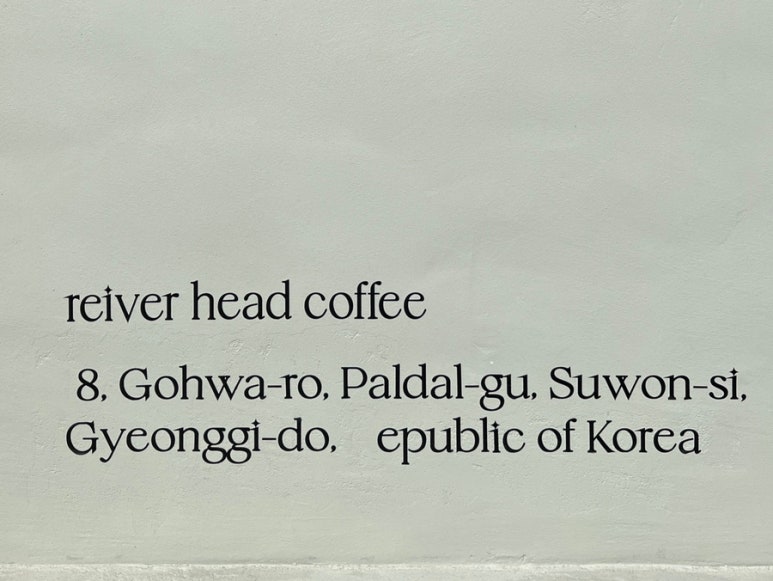 reiver head coffee
8, Gohwa-ro, Paldal-gu, Suwon-si,
Gyeonggi-do, epublic of Korea